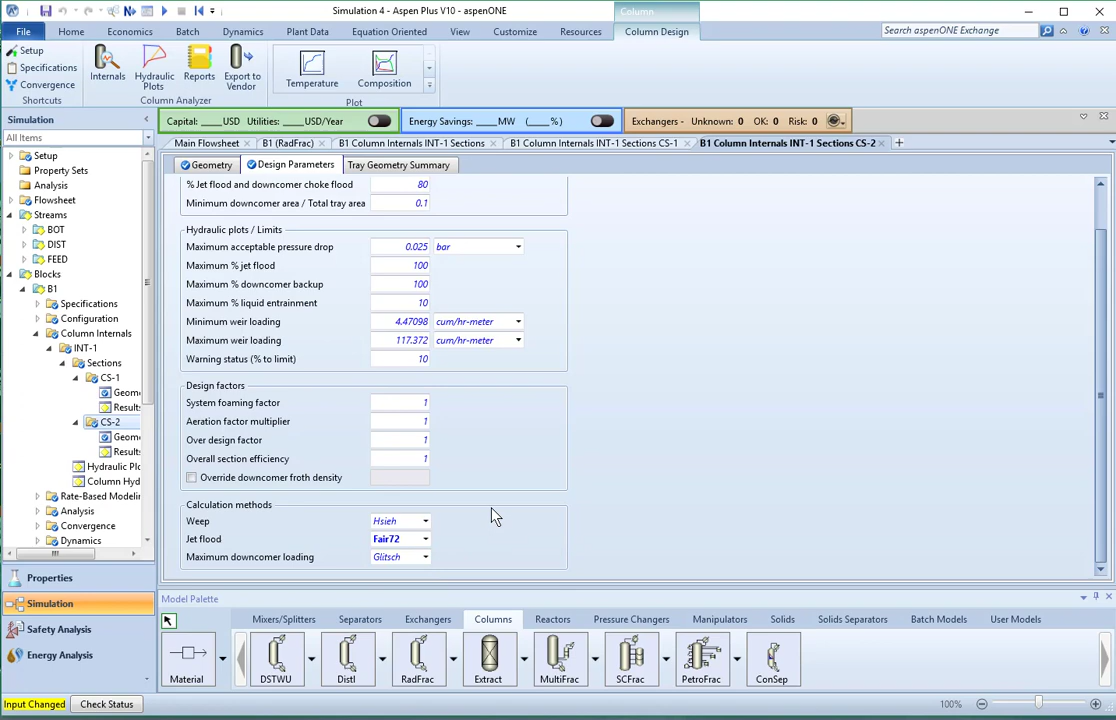 Simulation 4 - Aspen Plus V10 - aspenONE
Column
File Home Economics Batch Dynamics Plant Data Equation Oriented View Customize Resources Column Design
Search aspenONE Exchange
Setup
Specifications
Convergence
Shortcuts
Internals
Hydraulic Plots
Reports
Export to Vendor
Column Analyzer
Temperature
Composition
Plot
Simulation
All Items
Capital: ____USD Utilities: ____USD/Year
Energy Savings: ____MW (____%)
Exchangers - Unknown: 0 OK: 0 Risk: 0
Main Flowsheet
B1 (RadFrac)
B1 Column Internals INT-1 Sections
B1 Column Internals INT-1 Sections CS-1
B1 Column Internals INT-1 Sections CS-2
Geometry
Design Parameters
Tray Geometry Summary
Setup
Property Sets
Analysis
Flowsheet
Streams
BOT
DIST
FEED
Blocks
B1
Specifications
Configuration
Column Internals
INT-1
Sections
CS-1
Geome
Results
CS-2
Geome
Results
Hydraulic Plo
Column Hyd
Rate-Based Modelin
Analysis
Convergence
Dynamics
% Jet flood and downcomer choke flood 80
Minimum downcomer area / Total tray area 0.1
Hydraulic plots / Limits
Maximum acceptable pressure drop 0.025 bar
Maximum % jet flood 100
Maximum % downcomer backup 100
Maximum % liquid entrainment 10
Minimum weir loading 4.47098 cum/hr-meter
Maximum weir loading 117.372 cum/hr-meter
Warning status (% to limit) 10
Design factors
System foaming factor 1
Aeration factor multiplier 1
Over design factor 1
Overall section efficiency 1
Override downcomer froth density
Calculation methods
Weep Hsieh
Jet flood Fair72
Maximum downcomer loading Glitsch
Properties
Simulation
Safety Analysis
Energy Analysis
Model Palette
Mixers/Splitters Separators Exchangers Columns Reactors Pressure Changers Manipulators Solids Solids Separators Batch Models User Models
Material DSTWU Distl RadFrac Extract MultiFrac SCFrac PetroFrac ConSep
Input Changed
Check Status
100%